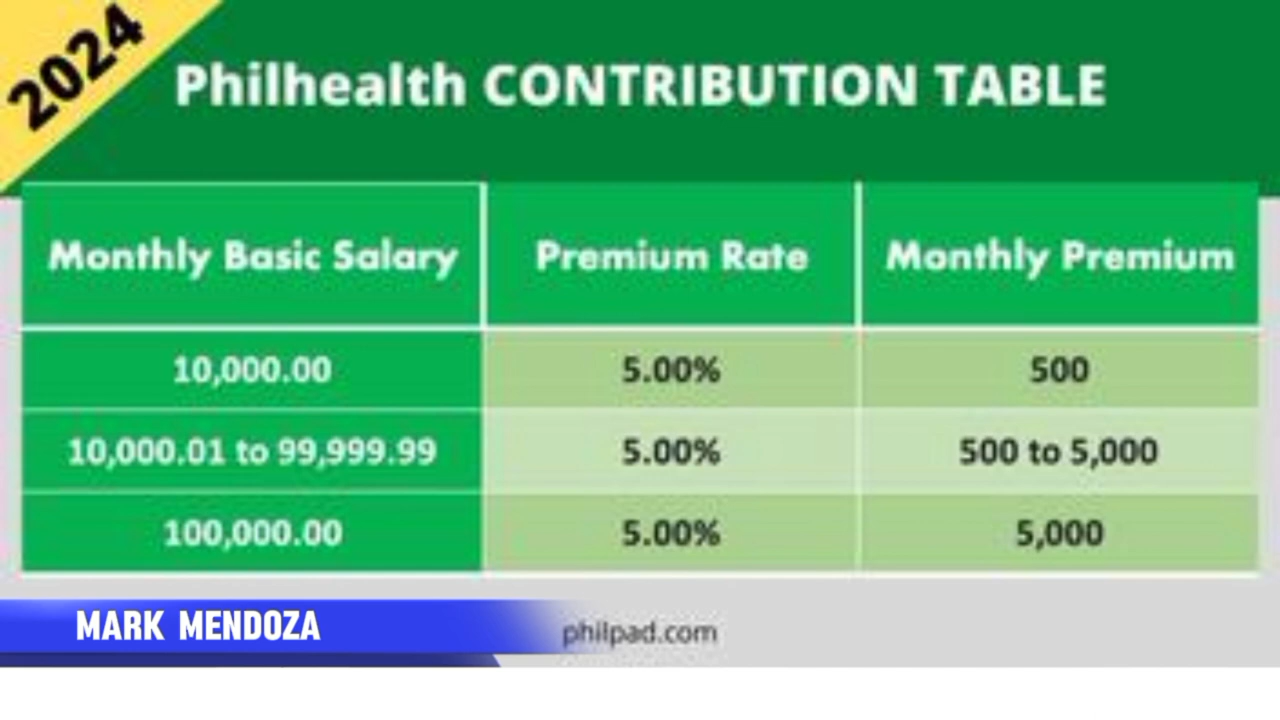 2024
Philhealth CONTRIBUTION TABLE
Monthly Basic Salary Premium Rate Monthly Premium
10,000.00 5.00% 500
10,000.01 to 99,999.99 5.00% 500 to 5,000
100,000.00 5.00% 5,000
MARK MENDOZA
philpad.com